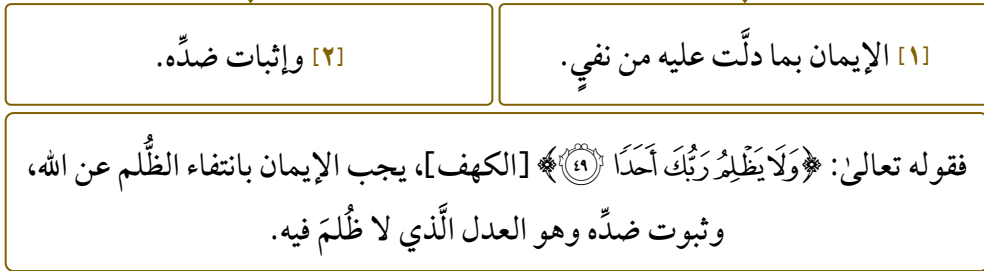 [١] الإيمان بما دلَّت عليه من نفيٍ.
[٢] وإثبات ضدِّه.
فقوله تعالىٰ: ﴿وَلَا يَظْلِمُ رَبُّكَ أَحَدًا ٤٩﴾ [الكهف]، يجب الإيمان بانتفاء الظُّلم عن الله،
وثبوت ضدِّه وهو العدل الَّذي لا ظُلمَ فيه.